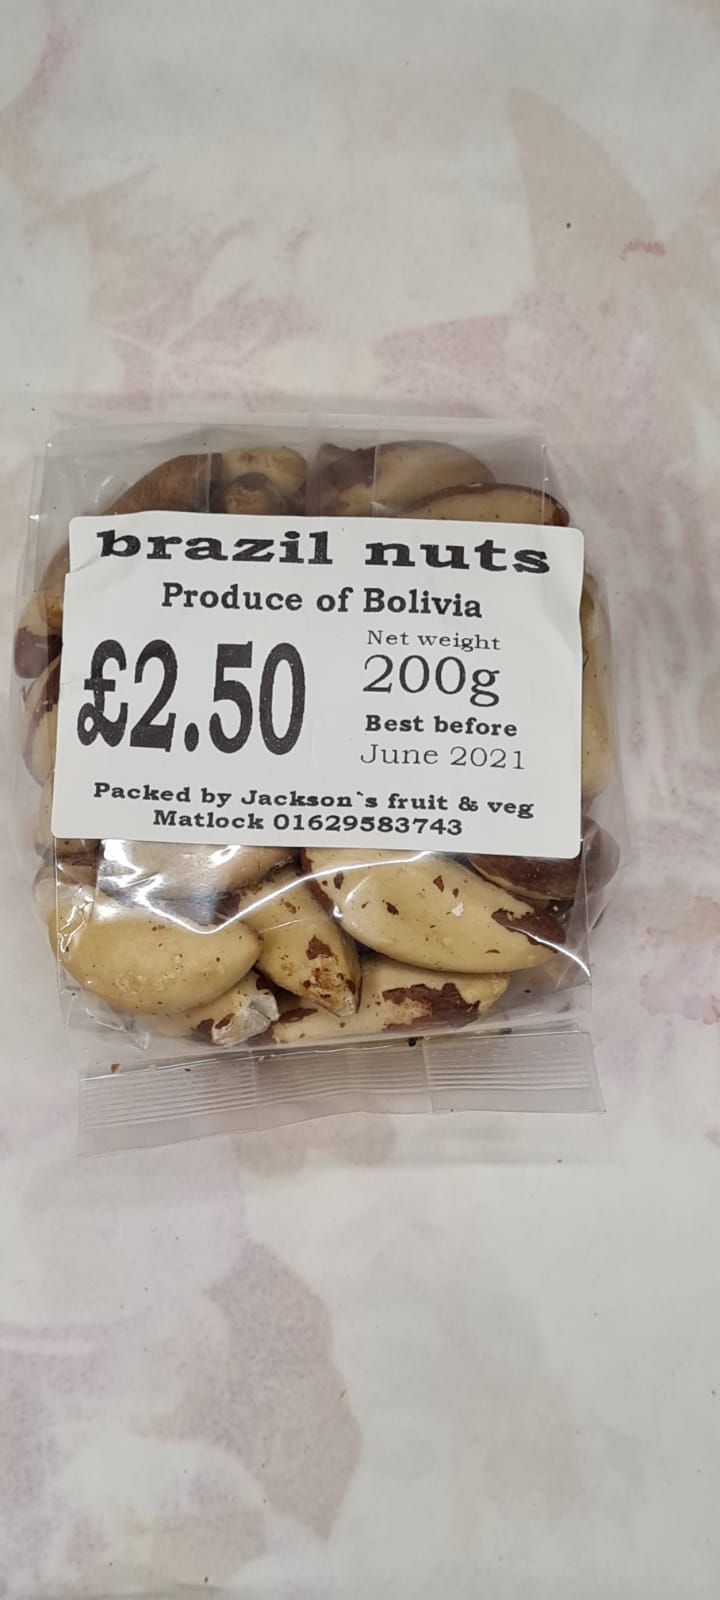 brazil nuts
Produce of Bolivia
£2.50
Net weight
200g
Best before
June 2021
Packed by Jackson`s fruit & veg
Matlock 01629583743